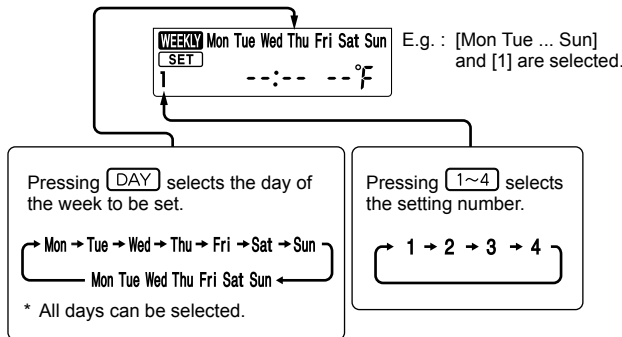 WEEKLY Mon Tue Wed Thu Fri Sat Sun
SET
1 --:-- --°F
E.g. : [Mon Tue ... Sun]
and [1] are selected.
Pressing DAY selects the day of
the week to be set.
Mon → Tue → Wed → Thu → Fri → Sat → Sun
Mon Tue Wed Thu Fri Sat Sun
* All days can be selected.
Pressing 1~4 selects
the setting number.
1 → 2 → 3 → 4